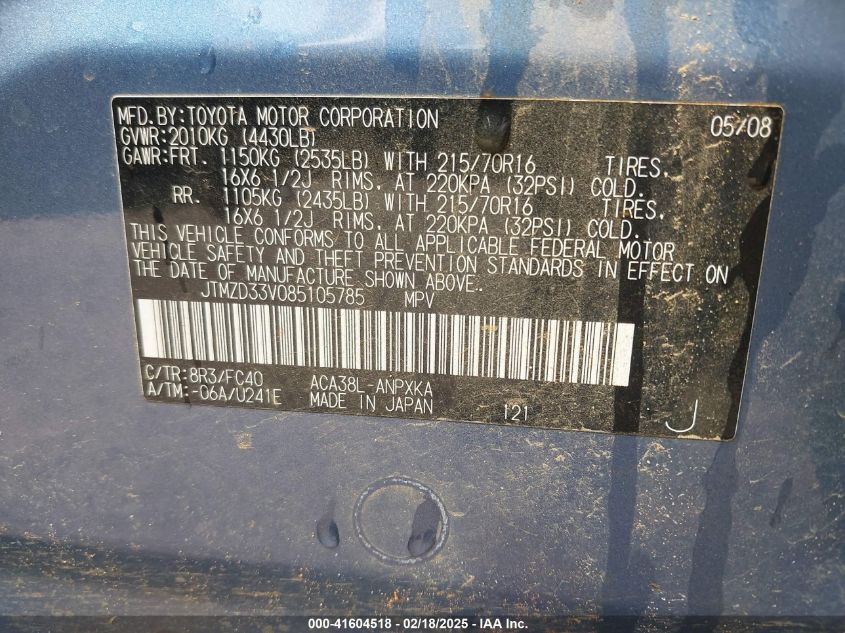 MFD.BY:TOYOTA MOTOR CORPORATION 05/08
GVWR:2010KG (4430LB)
GAWR:FRT. 1150KG (2535LB) WITH 215/70R16 TIRES,
16X6 1/2J RIMS, AT 220KPA (32PSI) COLD.
RR. 1105KG (2435LB) WITH 215/70R16 TIRES,
16X6 1/2J RIMS, AT 220KPA (32PSI) COLD.
THIS VEHICLE CONFORMS TO ALL APPLICABLE FEDERAL MOTOR
VEHICLE SAFETY AND THEFT PREVENTION STANDARDS IN EFFECT ON
THE DATE OF MANUFACTURE SHOWN ABOVE.
JTMZD33V085105785 MPV
C/TR:8R3/FC40 ACA38L-ANPXKA
A/TM:-06A/U241E MADE IN JAPAN 121 J
000-41604518 - 02/18/2025 - IAA Inc.